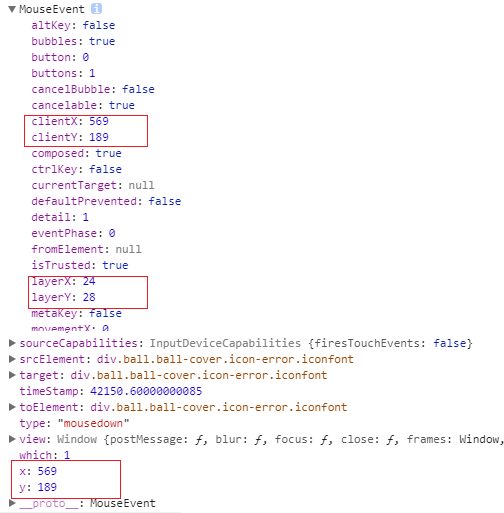 ▼MouseEvent i
altKey: false
bubbles: true
button: 0
buttons: 1
cancelBubble: false
cancelable: true
clientX: 569
clientY: 189
composed: true
ctrlKey: false
currentTarget: null
defaultPrevented: false
detail: 1
eventPhase: 0
fromElement: null
isTrusted: true
layerX: 24
layerY: 28
metaKey: false
movementX: 0
▶sourceCapabilities: InputDeviceCapabilities {firesTouchEvents: false}
▶srcElement: div.ball.ball-cover.icon-error.iconfont
▶target: div.ball.ball-cover.icon-error.iconfont
timeStamp: 42150.60000000085
▶toElement: div.ball.ball-cover.icon-error.iconfont
type: "mousedown"
▶view: Window {postMessage: ƒ, blur: ƒ, focus: ƒ, close: ƒ, frames: Window,
which: 1
x: 569
y: 189
▶__proto__: MouseEvent